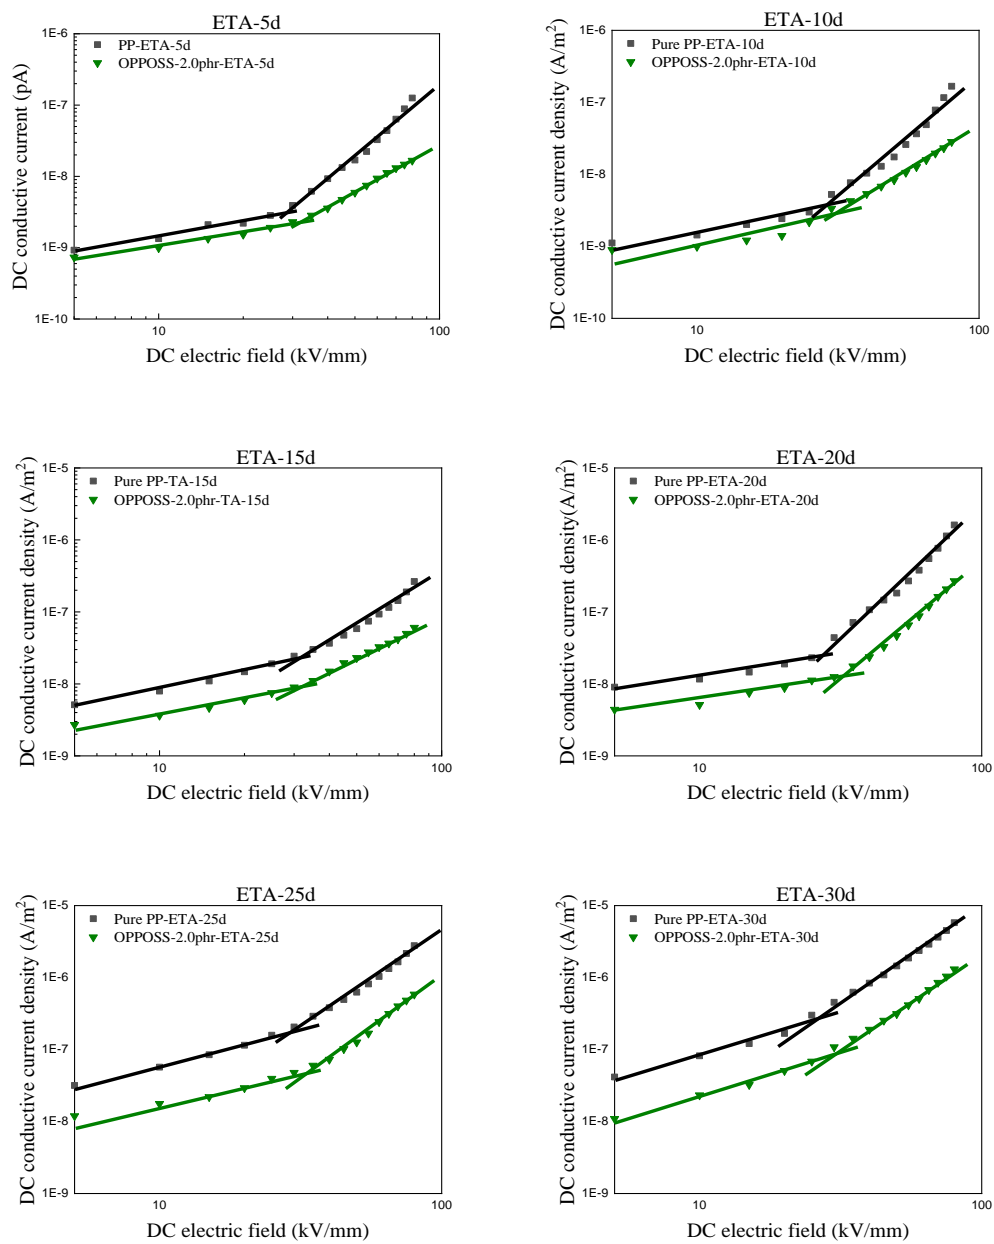 ETA-5d
1E-6
PP-ETA-5d
OPPOSS-2.0phr-ETA-5d
1E-7
1E-8
1E-9
1E-10
10
100
DC conductive current (pA)
DC electric field (kV/mm)
ETA-10d
1E-6
Pure PP-ETA-10d
OPPOSS-2.0phr-ETA-10d
1E-7
1E-8
1E-9
1E-10
10
100
DC conductive current density (A/m²)
DC electric field (kV/mm)
ETA-15d
1E-5
Pure PP-TA-15d
OPPOSS-2.0phr-TA-15d
1E-6
1E-7
1E-8
1E-9
10
100
DC conductive current density (A/m²)
DC electric field (kV/mm)
ETA-20d
1E-5
Pure PP-ETA-20d
OPPOSS-2.0phr-ETA-20d
1E-6
1E-7
1E-8
1E-9
10
100
DC conductive current density(A/m²)
DC electric field (kV/mm)
ETA-25d
1E-5
Pure PP-ETA-25d
OPPOSS-2.0phr-ETA-25d
1E-6
1E-7
1E-8
1E-9
10
100
DC conductive current density (A/m²)
DC electric field (kV/mm)
ETA-30d
1E-5
Pure PP-ETA-30d
OPPOSS-2.0phr-ETA-30d
1E-6
1E-7
1E-8
1E-9
10
100
DC conductive current density (A/m²)
DC electric field (kV/mm)